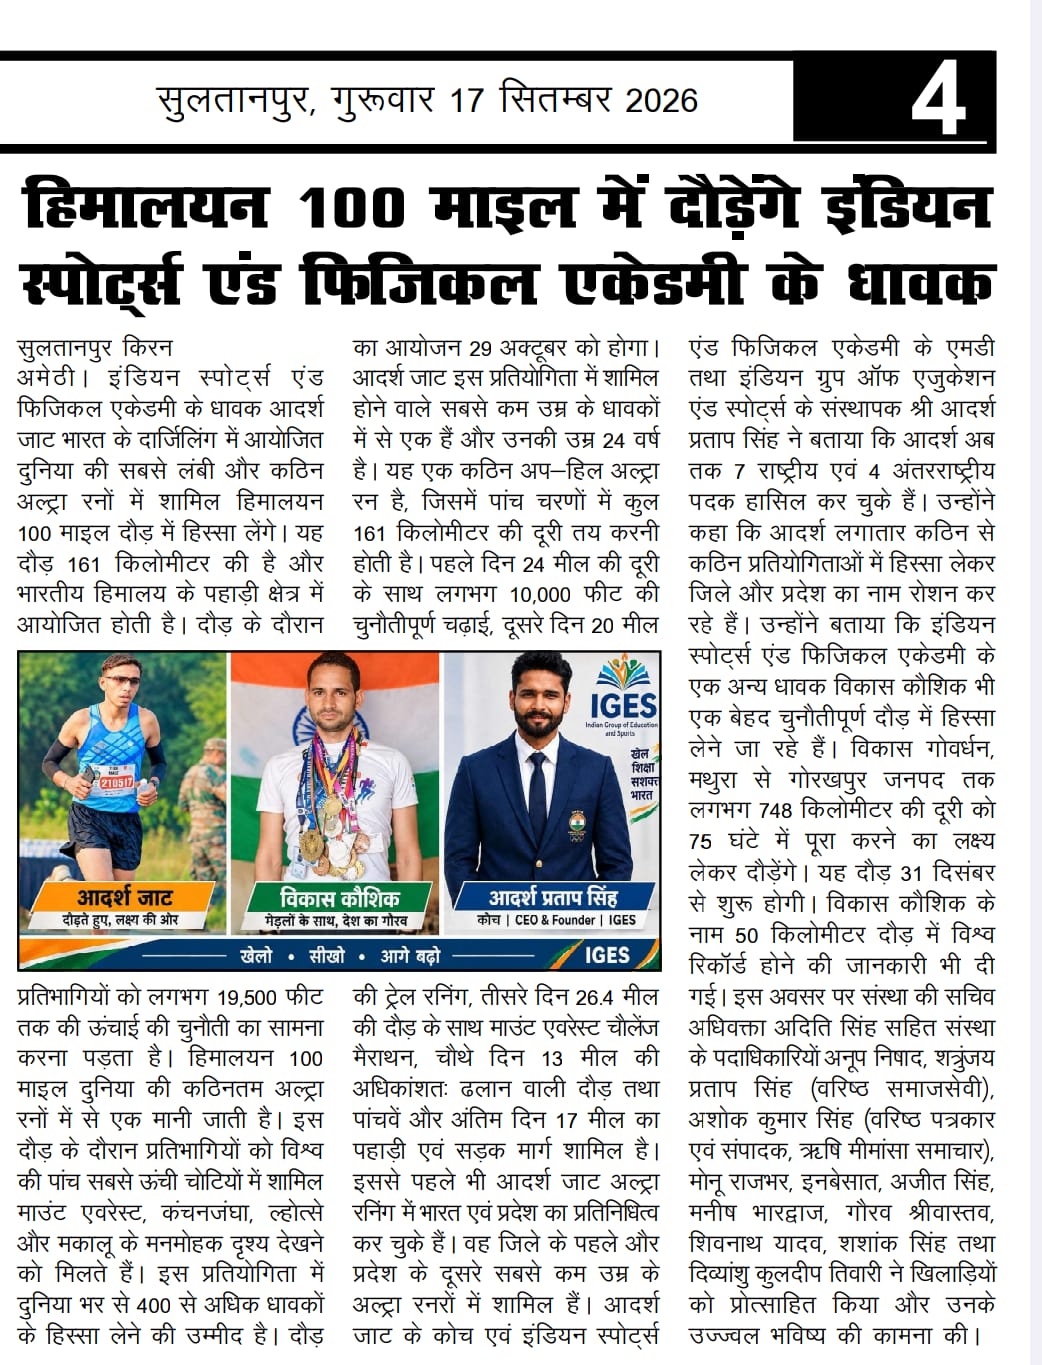 सुलतानपुर, गुरूवार 17 सितम्बर 2026
4
हिमालयन 100 माइल में दौड़ेंगे इंडियन
स्पोर्ट्स एंड फिजिकल एकेडमी के धावक
सुलतानपुर किरन
अमेठी। इंडियन स्पोर्ट्स एंड
फिजिकल एकेडमी के धावक आदर्श
जाट भारत के दार्जिलिंग में आयोजित
दुनिया की सबसे लंबी और कठिन
अल्ट्रा रनों में शामिल हिमालयन
100 माइल दौड़ में हिस्सा लेंगे। यह
दौड़ 161 किलोमीटर की है और
भारतीय हिमालय के पहाड़ी क्षेत्र में
आयोजित होती है। दौड़ के दौरान
प्रतिभागियों को लगभग 19,500 फीट
तक की ऊंचाई की चुनौती का सामना
करना पड़ता है। हिमालयन 100
माइल दुनिया की कठिनतम अल्ट्रा
रनों में से एक मानी जाती है। इस
दौड़ के दौरान प्रतिभागियों को विश्व
की पांच सबसे ऊंची चोटियों में शामिल
माउंट एवरेस्ट, कंचनजंघा, ल्होत्से
और मकालू के मनमोहक दृश्य देखने
को मिलते हैं। इस प्रतियोगिता में
दुनिया भर से 400 से अधिक धावकों
के हिस्सा लेने की उम्मीद है। दौड़
का आयोजन 29 अक्टूबर को होगा।
आदर्श जाट इस प्रतियोगिता में शामिल
होने वाले सबसे कम उम्र के धावकों
में से एक हैं और उनकी उम्र 24 वर्ष
है। यह एक कठिन अप–हिल अल्ट्रा
रन है, जिसमें पांच चरणों में कुल
161 किलोमीटर की दूरी तय करनी
होती है। पहले दिन 24 मील की दूरी
के साथ लगभग 10,000 फीट की
चुनौतीपूर्ण चढ़ाई, दूसरे दिन 20 मील
की ट्रेल रनिंग, तीसरे दिन 26.4 मील
की दौड़ के साथ माउंट एवरेस्ट चौलेंज
मैराथन, चौथे दिन 13 मील की
अधिकांशतः ढलान वाली दौड़ तथा
पांचवें और अंतिम दिन 17 मील का
पहाड़ी एवं सड़क मार्ग शामिल है।
इससे पहले भी आदर्श जाट अल्ट्रा
रनिंग में भारत एवं प्रदेश का प्रतिनिधित्व
कर चुके हैं। वह जिले के पहले और
प्रदेश के दूसरे सबसे कम उम्र के
अल्ट्रा रनरों में शामिल हैं। आदर्श
जाट के कोच एवं इंडियन स्पोर्ट्स
एंड फिजिकल एकेडमी के एमडी
तथा इंडियन ग्रुप ऑफ एजुकेशन
एंड स्पोर्ट्स के संस्थापक श्री आदर्श
प्रताप सिंह ने बताया कि आदर्श अब
तक 7 राष्ट्रीय एवं 4 अंतरराष्ट्रीय
पदक हासिल कर चुके हैं। उन्होंने
कहा कि आदर्श लगातार कठिन से
कठिन प्रतियोगिताओं में हिस्सा लेकर
जिले और प्रदेश का नाम रोशन कर
रहे हैं। उन्होंने बताया कि इंडियन
स्पोर्ट्स एंड फिजिकल एकेडमी के
एक अन्य धावक विकास कौशिक भी
एक बेहद चुनौतीपूर्ण दौड़ में हिस्सा
लेने जा रहे हैं। विकास गोवर्धन,
मथुरा से गोरखपुर जनपद तक
लगभग 748 किलोमीटर की दूरी को
75 घंटे में पूरा करने का लक्ष्य
लेकर दौड़ेंगे। यह दौड़ 31 दिसंबर
से शुरू होगी। विकास कौशिक के
नाम 50 किलोमीटर दौड़ में विश्व
रिकॉर्ड होने की जानकारी भी दी
गई। इस अवसर पर संस्था की सचिव
अधिवक्ता अदिति सिंह सहित संस्था
के पदाधिकारियों अनूप निषाद, शत्रुंजय
प्रताप सिंह (वरिष्ठ समाजसेवी),
अशोक कुमार सिंह (वरिष्ठ पत्रकार
एवं संपादक, ऋषि मीमांसा समाचार),
मोनू राजभर, इनबेसात, अजीत सिंह,
मनीष भारद्वाज, गौरव श्रीवास्तव,
शिवनाथ यादव, शशांक सिंह तथा
दिव्यांशु कुलदीप तिवारी ने खिलाड़ियों
को प्रोत्साहित किया और उनके
उज्ज्वल भविष्य की कामना की।
210517
आदर्श जाट
दौड़ते हुए, लक्ष्य की ओर
विकास कौशिक
मेडलों के साथ, देश का गौरव
IGES
Indian Group of Education
and Sports
खेल
शिक्षा
सशक्त
भारत
आदर्श प्रताप सिंह
कोच | CEO & Founder | IGES
खेलो • सीखो • आगे बढ़ो
IGES